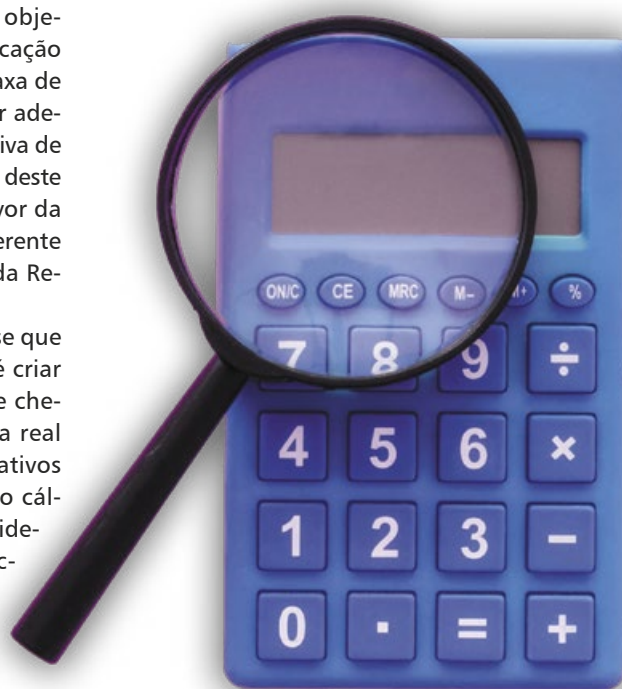 obje-
cação
axa de
r ade-
iva de
deste
vor da
erente
da Re-
se que
é criar
e che-
a real
ativos
o cál-
ide-
c-
ON/C CE MRC M− M+ %
7 8 9 ÷
4 5 6 ×
1 2 3 −
0 . = +